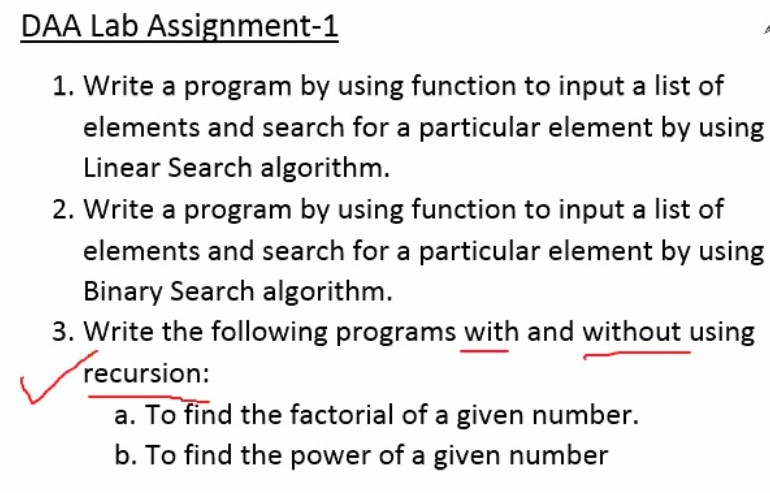 DAA Lab Assignment-1
1. Write a program by using function to input a list of
elements and search for a particular element by using
Linear Search algorithm.
2. Write a program by using function to input a list of
elements and search for a particular element by using
Binary Search algorithm.
3. Write the following programs with and without using
recursion:
a. To find the factorial of a given number.
b. To find the power of a given number